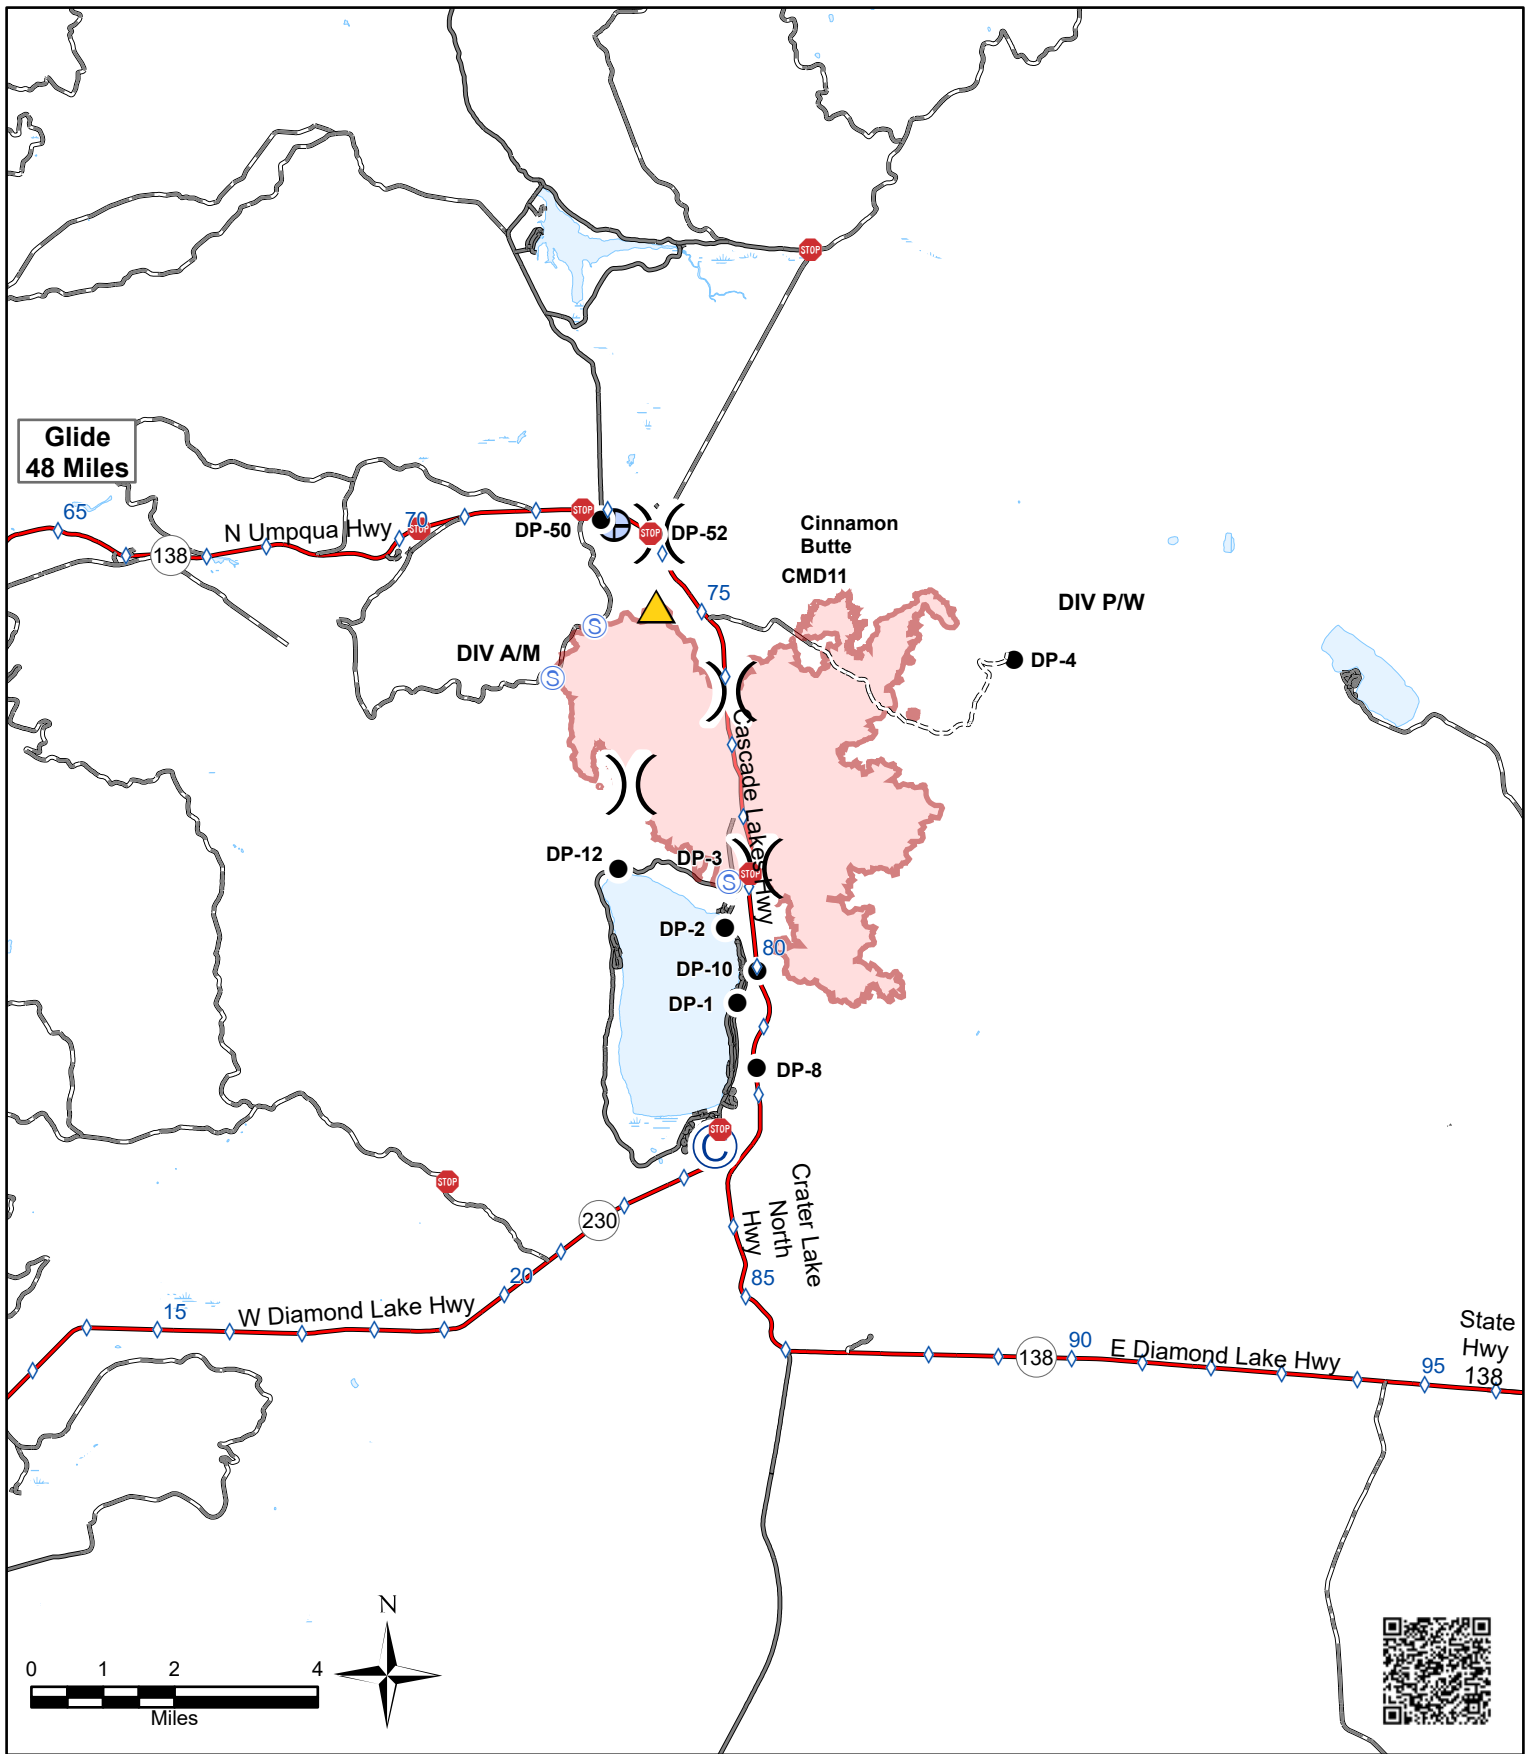 STOP
Glide
48 Miles
65
N Umpqua Hwy
70
STOP
138
STOP
DP-50
STOP
DP-52
Cinnamon
Butte
CMD11
75
DIV P/W
S
DIV A/M
S
DP-4
Cascade Lakes Hwy
DP-12
DP-3
S
STOP
DP-2
80
DP-10
DP-1
DP-8
STOP
C
STOP
230
Crater Lake
North
Hwy
85
20
15
W Diamond Lake Hwy
138
90
E Diamond Lake Hwy
95
State
Hwy
138
N
0 1 2 4
Miles